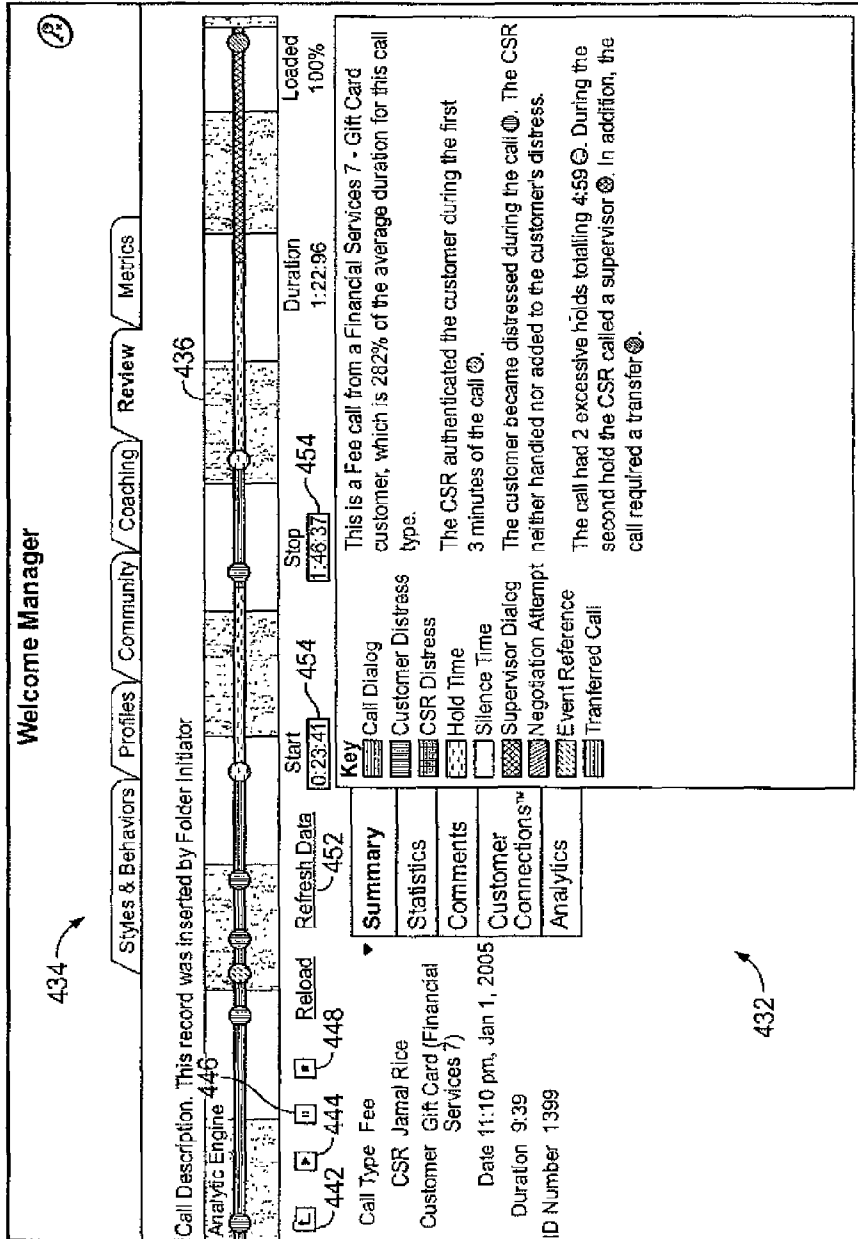 Welcome Manager
434
Styles & Behaviors
Profiles
Community
Coaching
Review
Metrics
Call Description. This record was inserted by Folder Initiator
446
436
Analytic Engine
442
444
448
Reload
Refresh Data
452
Start
0:23:41
454
Stop
1:46:37
454
Duration
1:22:96
Loaded
100%
Call Type Fee
CSR Jamal Rice
Customer Gift Card (Financial
Services 7)
Date 11:10 pm, Jan 1, 2005
Duration 9:39
ID Number 1399
Summary
Statistics
Comments
Customer
Connections™
Analytics
Key
Call Dialog
Customer Distress
CSR Distress
Hold Time
Silence Time
Supervisor Dialog
Negotiation Attempt
Event Reference
Tranferred Call
This is a Fee call from a Financial Services 7 - Gift Card
customer, which is 282% of the average duration for this call
type.
The CSR authenticated the customer during the first
3 minutes of the call.
The customer became distressed during the call. The CSR
neither handled nor added to the customer's distress.
The call had 2 excessive holds totalling 4:59. During the
second hold the CSR called a supervisor. In addition, the
call required a transfer.
432